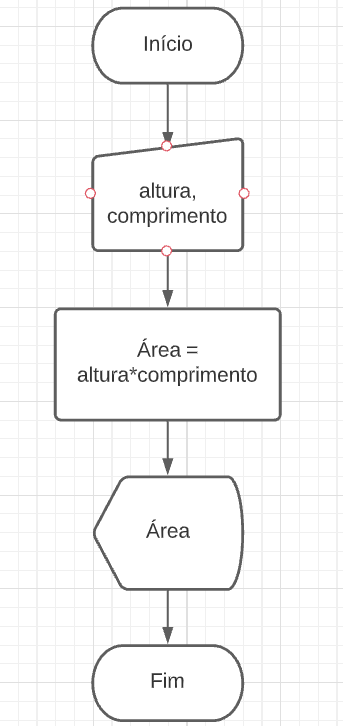 Início
altura,
comprimento
Área =
altura*comprimento
Área
Fim